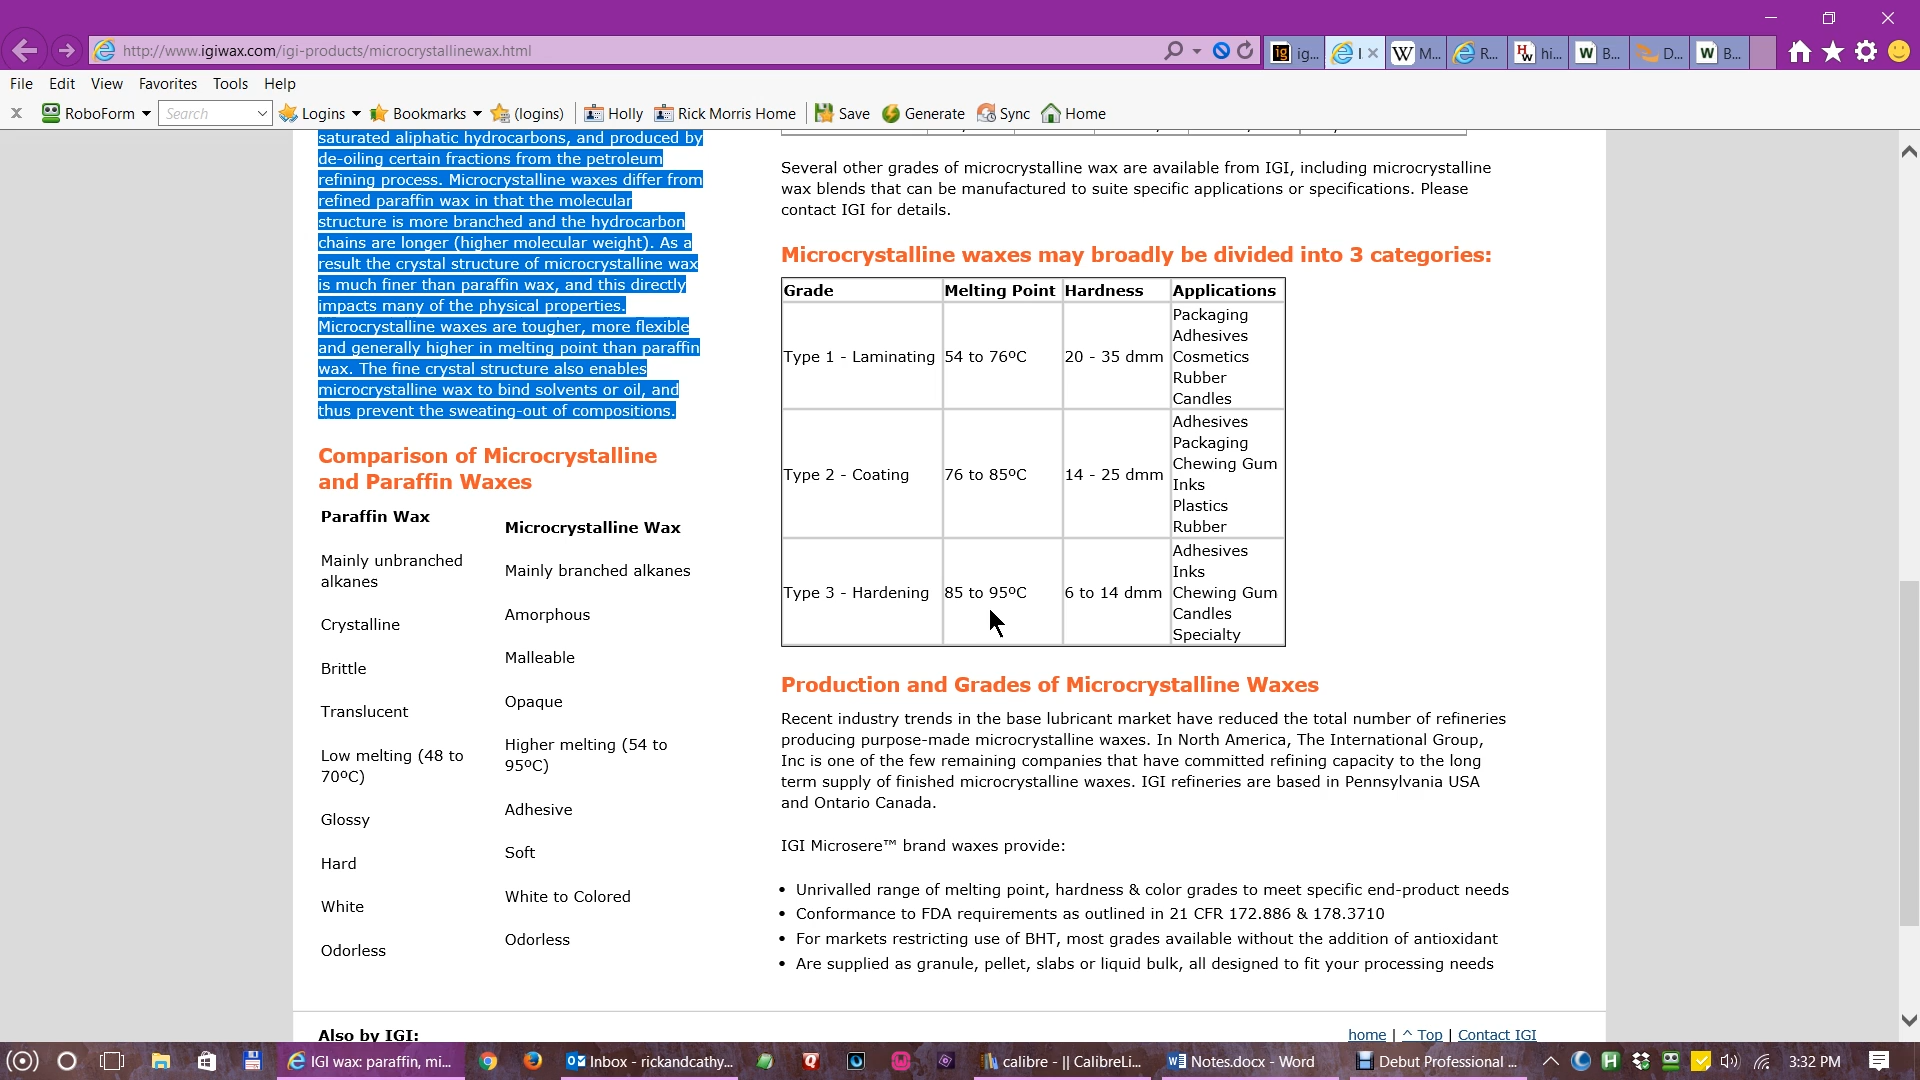 http://www.igiwax.com/igi-products/microcrystallinewax.html
ig...
I
M...
R...
hi...
B...
D...
B...
File Edit View Favorites Tools Help
RoboForm Search Logins Bookmarks (logins) Holly Rick Morris Home Save Generate Sync Home
saturated aliphatic hydrocarbons, and produced by
de-oiling certain fractions from the petroleum
refining process. Microcrystalline waxes differ from
refined paraffin wax in that the molecular
structure is more branched and the hydrocarbon
chains are longer (higher molecular weight). As a
result the crystal structure of microcrystalline wax
is much finer than paraffin wax, and this directly
impacts many of the physical properties.
Microcrystalline waxes are tougher, more flexible
and generally higher in melting point than paraffin
wax. The fine crystal structure also enables
microcrystalline wax to bind solvents or oil, and
thus prevent the sweating-out of compositions.
Comparison of Microcrystalline
and Paraffin Waxes
Paraffin Wax
Microcrystalline Wax
Mainly unbranched
alkanes
Mainly branched alkanes
Crystalline
Amorphous
Brittle
Malleable
Translucent
Opaque
Low melting (48 to
70ºC)
Higher melting (54 to
95ºC)
Glossy
Adhesive
Hard
Soft
White
White to Colored
Odorless
Odorless
Several other grades of microcrystalline wax are available from IGI, including microcrystalline
wax blends that can be manufactured to suite specific applications or specifications. Please
contact IGI for details.
Microcrystalline waxes may broadly be divided into 3 categories:
Grade Melting Point Hardness Applications
Type 1 - Laminating 54 to 76ºC 20 - 35 dmm
Packaging
Adhesives
Cosmetics
Rubber
Candles
Type 2 - Coating 76 to 85ºC 14 - 25 dmm
Adhesives
Packaging
Chewing Gum
Inks
Plastics
Rubber
Type 3 - Hardening 85 to 95ºC 6 to 14 dmm
Adhesives
Inks
Chewing Gum
Candles
Specialty
Production and Grades of Microcrystalline Waxes
Recent industry trends in the base lubricant market have reduced the total number of refineries
producing purpose-made microcrystalline waxes. In North America, The International Group,
Inc is one of the few remaining companies that have committed refining capacity to the long
term supply of finished microcrystalline waxes. IGI refineries are based in Pennsylvania USA
and Ontario Canada.
IGI Microsere™ brand waxes provide:
• Unrivalled range of melting point, hardness & color grades to meet specific end-product needs
• Conformance to FDA requirements as outlined in 21 CFR 172.886 & 178.3710
• For markets restricting use of BHT, most grades available without the addition of antioxidant
• Are supplied as granule, pellet, slabs or liquid bulk, all designed to fit your processing needs
Also by IGI:
home | ^ Top | Contact IGI
IGI wax: paraffin, mi... Inbox - rickandcathy... calibre - || CalibreLi... Notes.docx - Word Debut Professional ... 3:32 PM